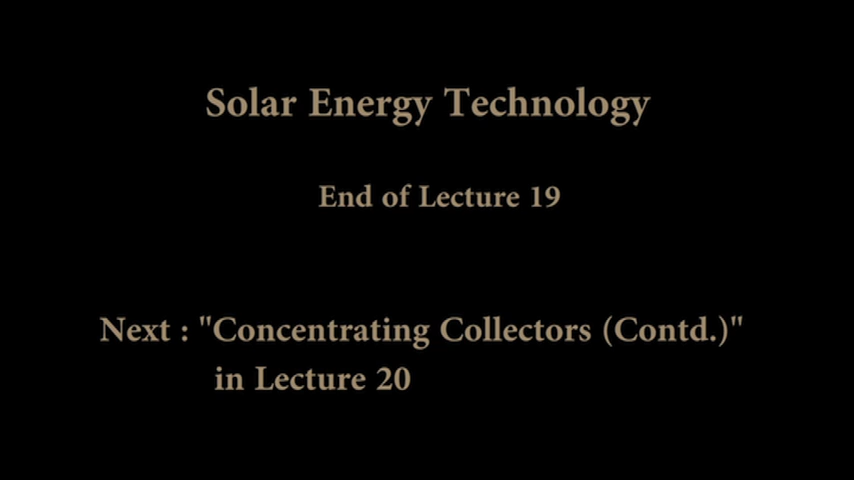 Solar Energy Technology
End of Lecture 19
Next : "Concentrating Collectors (Contd.)"
in Lecture 20